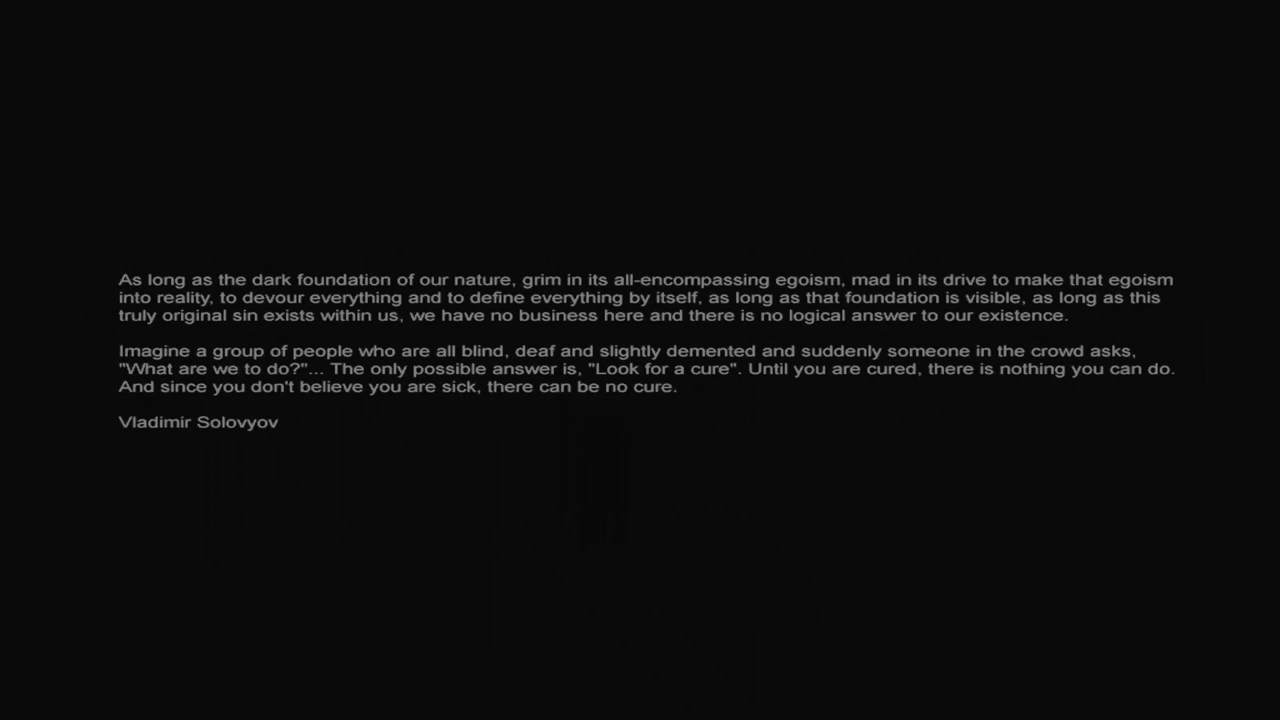 As long as the dark foundation of our nature, grim in its all-encompassing egoism, mad in its drive to make that egoism
into reality, to devour everything and to define everything by itself, as long as that foundation is visible, as long as this
truly original sin exists within us, we have no business here and there is no logical answer to our existence.
Imagine a group of people who are all blind, deaf and slightly demented and suddenly someone in the crowd asks,
"What are we to do?"... The only possible answer is, "Look for a cure". Until you are cured, there is nothing you can do.
And since you don't believe you are sick, there can be no cure.
Vladimir Solovyov